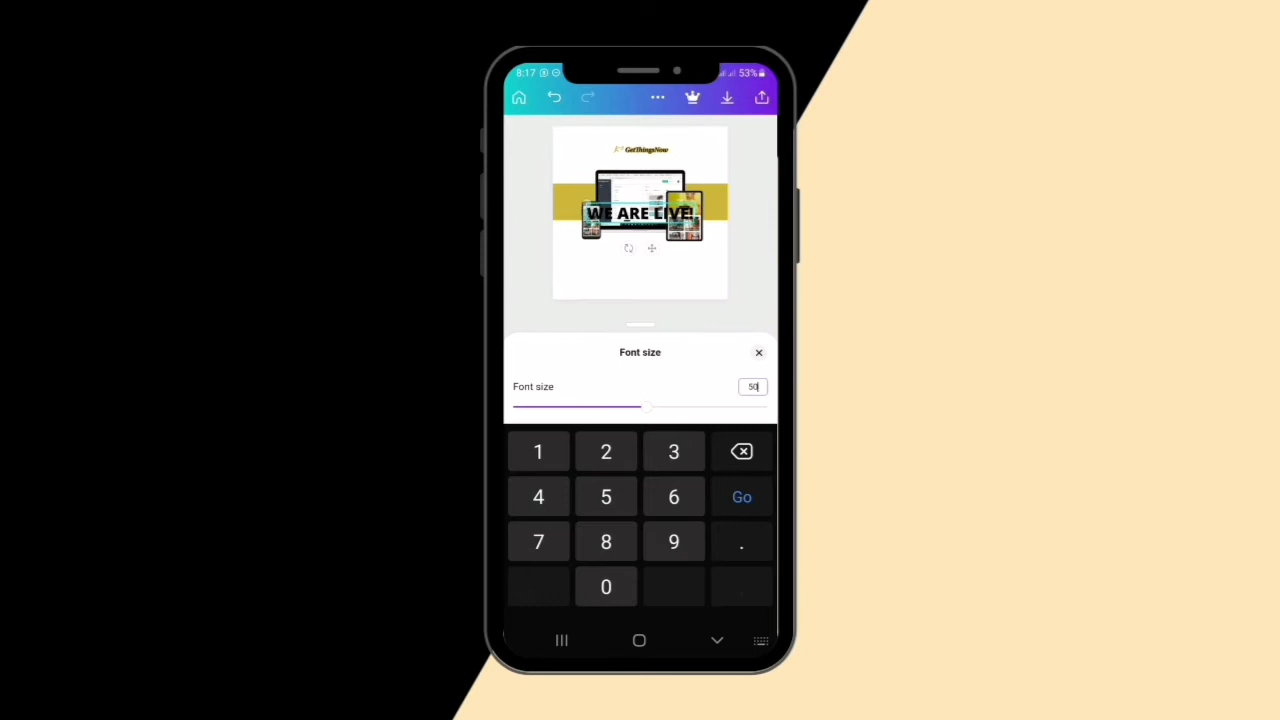 8:17
53%
GetThingsNow
WE ARE LIVE!
Font size
Font size 50
1 2 3
4 5 6 Go
7 8 9 .
0